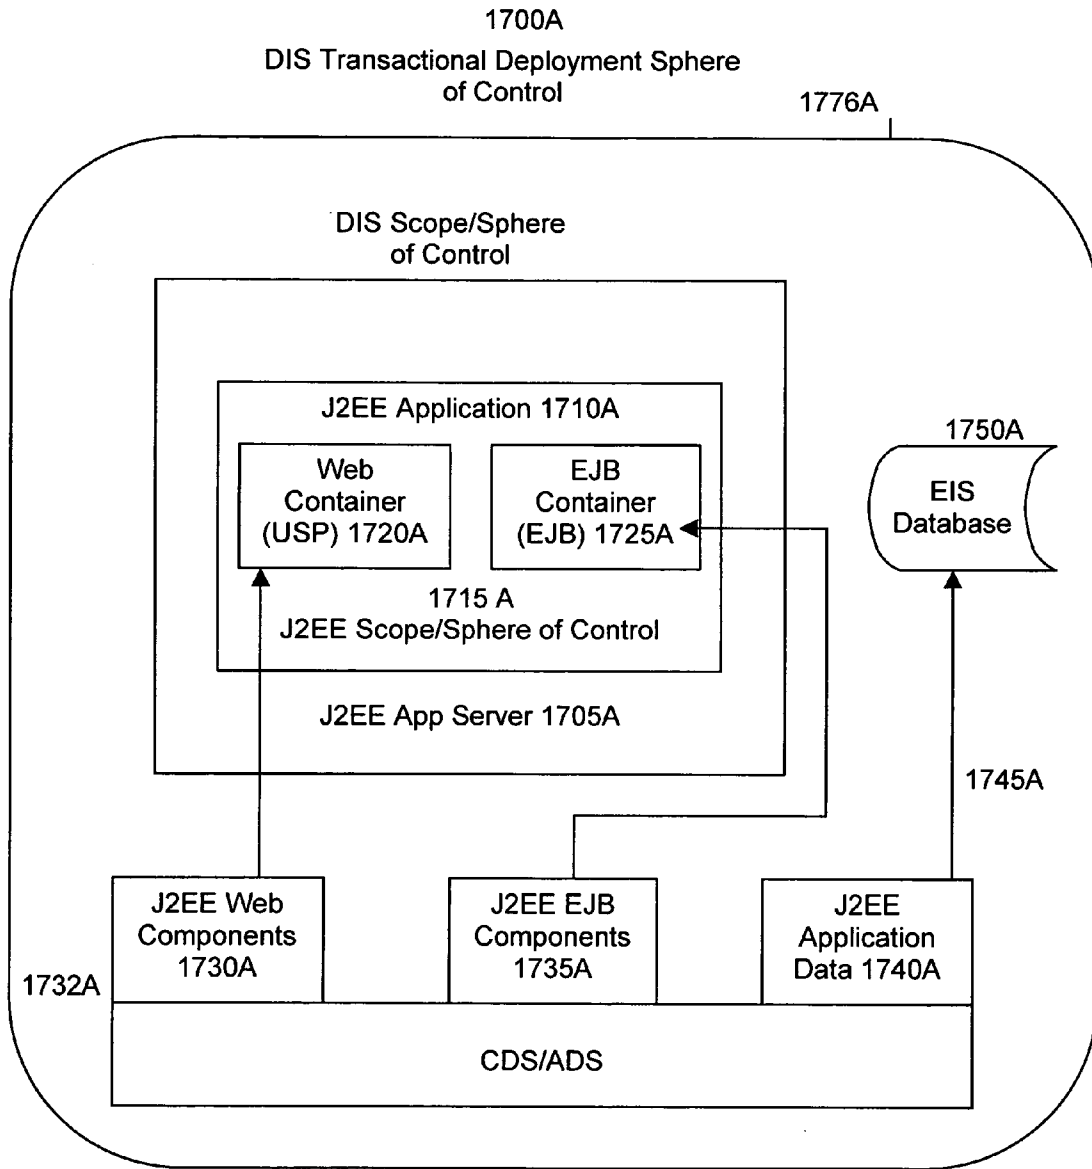 1700A
DIS Transactional Deployment Sphere
of Control
1776A
DIS Scope/Sphere
of Control
J2EE Application 1710A
Web
Container
(USP) 1720A
EJB
Container
(EJB) 1725A
1715 A
J2EE Scope/Sphere of Control
J2EE App Server 1705A
1750A
EIS
Database
1745A
J2EE Web
Components
1730A
J2EE EJB
Components
1735A
J2EE
Application
Data 1740A
1732A
CDS/ADS